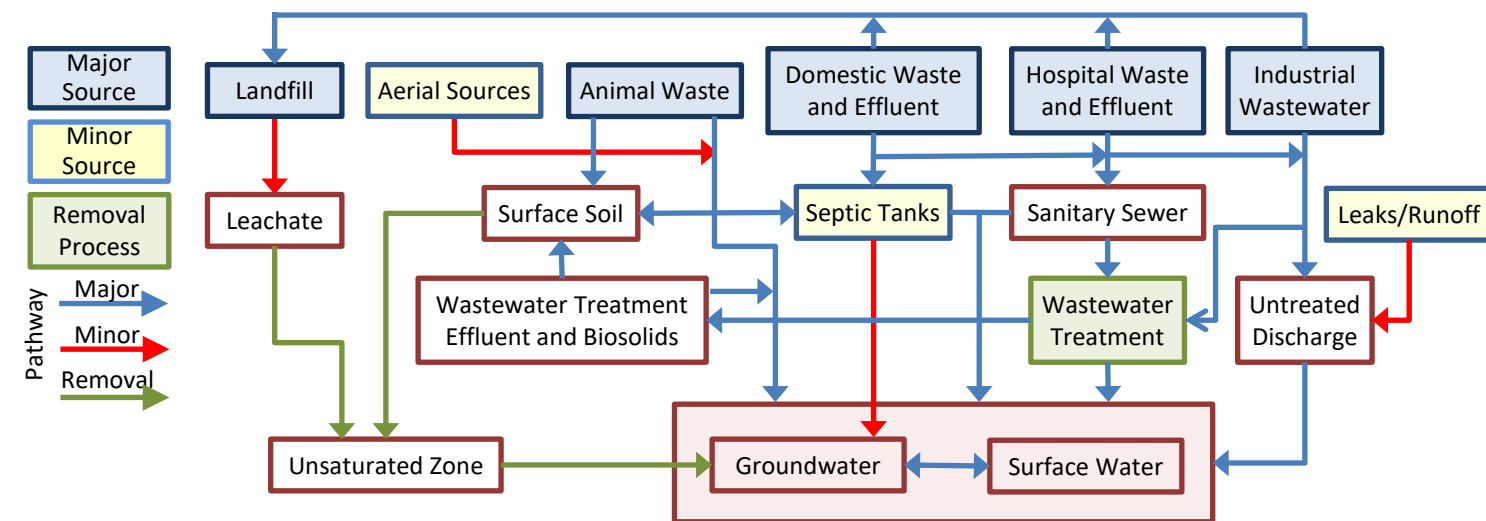 Major
Source
Minor
Source
Removal
Process
Pathway
Major
Minor
Removal
Landfill
Aerial Sources
Animal Waste
Domestic Waste
and Effluent
Hospital Waste
and Effluent
Industrial
Wastewater
Leachate
Surface Soil
Septic Tanks
Sanitary Sewer
Leaks/Runoff
Wastewater Treatment
Effluent and Biosolids
Wastewater
Treatment
Untreated
Discharge
Unsaturated Zone
Groundwater
Surface Water